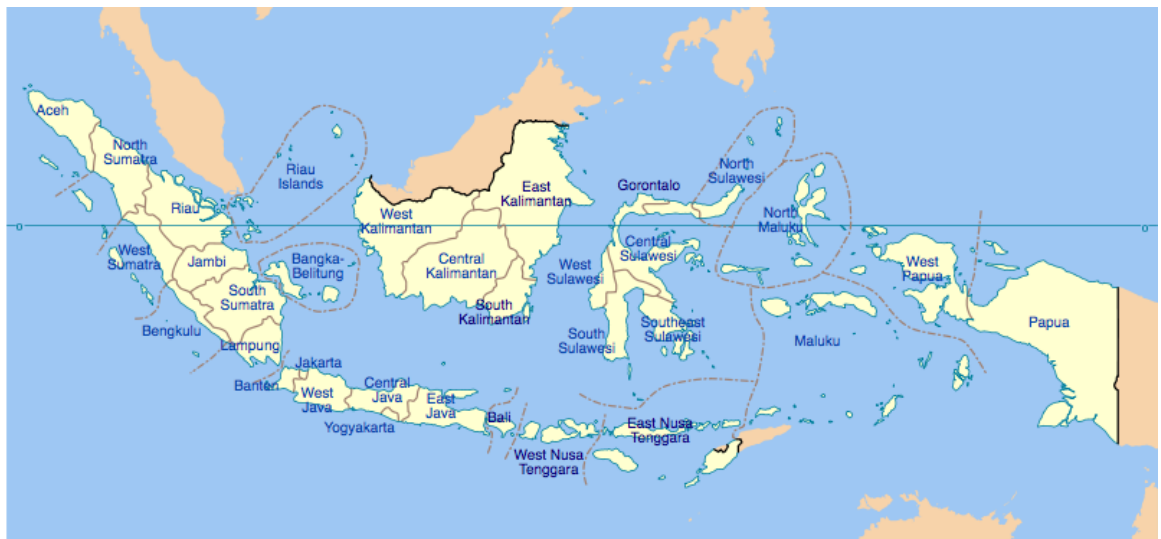 Aceh
North
Sumatra
Riau
Islands
Riau
0
0
West
Sumatra
Jambi
Bangka-
Belitung
South
Sumatra
Bengkulu
Lampung
West
Kalimantan
East
Kalimantan
Central
Kalimantan
South
Kalimantan
Gorontalo
North
Sulawesi
Central
Sulawesi
West
Sulawesi
South
Sulawesi
Southeast
Sulawesi
North
Maluku
Maluku
West
Papua
Papua
Jakarta
Banten
West
Java
Central
Java
Yogyakarta
East
Java
Bali
West Nusa
Tenggara
East Nusa
Tenggara